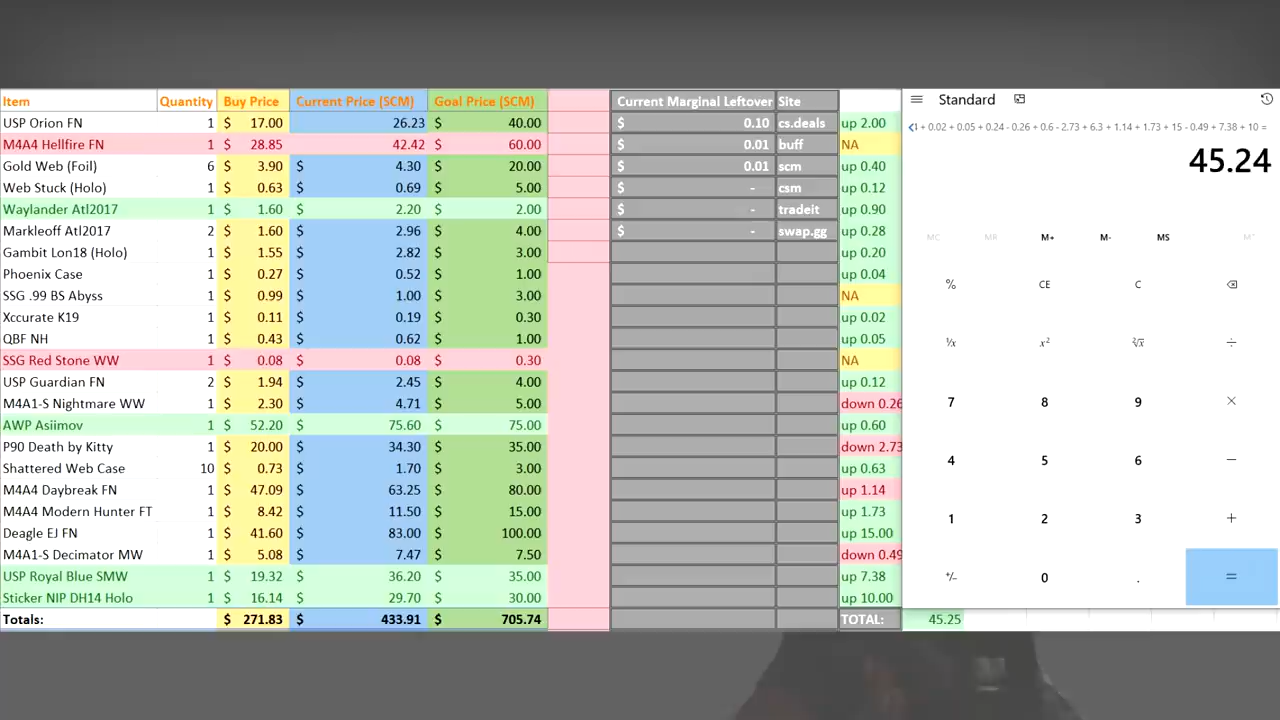 Item Quantity Buy Price Current Price (SCM) Goal Price (SCM) Current Marginal Leftover Site
USP Orion FN 1 $ 17.00 26.23 $ 40.00 $ 0.10 cs.deals up 2.00
M4A4 Hellfire FN 1 $ 28.85 42.42 $ 60.00 $ 0.01 buff NA
Gold Web (Foil) 6 $ 3.90 $ 4.30 $ 20.00 $ 0.01 scm up 0.40
Web Stuck (Holo) 1 $ 0.63 $ 0.69 $ 5.00 $ - csm up 0.12
Waylander Atl2017 1 $ 1.60 $ 2.20 $ 2.00 $ - tradeit up 0.90
Markleoff Atl2017 2 $ 1.60 $ 2.96 $ 4.00 $ - swap.gg up 0.28
Gambit Lon18 (Holo) 1 $ 1.55 $ 2.82 $ 3.00 up 0.20
Phoenix Case 1 $ 0.27 $ 0.52 $ 1.00 up 0.04
SSG .99 BS Abyss 1 $ 0.99 $ 1.00 $ 3.00 NA
Xccurate K19 1 $ 0.11 $ 0.19 $ 0.30 up 0.02
QBF NH 1 $ 0.43 $ 0.62 $ 1.00 up 0.05
SSG Red Stone WW 1 $ 0.08 $ 0.08 $ 0.30 NA
USP Guardian FN 2 $ 1.94 $ 2.45 $ 4.00 up 0.12
M4A1-S Nightmare WW 1 $ 2.30 $ 4.71 $ 5.00 down 0.26
AWP Asiimov 1 $ 52.20 $ 75.60 $ 75.00 up 0.60
P90 Death by Kitty 1 $ 20.00 $ 34.30 $ 35.00 down 2.73
Shattered Web Case 10 $ 0.73 $ 1.70 $ 3.00 up 0.63
M4A4 Daybreak FN 1 $ 47.09 $ 63.25 $ 80.00 up 1.14
M4A4 Modern Hunter FT 1 $ 8.42 $ 11.50 $ 15.00 up 1.73
Deagle EJ FN 1 $ 41.60 $ 83.00 $ 100.00 up 15.00
M4A1-S Decimator MW 1 $ 5.08 $ 7.47 $ 7.50 down 0.49
USP Royal Blue SMW 1 $ 19.32 $ 36.20 $ 35.00 up 7.38
Sticker NIP DH14 Holo 1 $ 16.14 $ 29.70 $ 30.00 up 10.00
Totals: $ 271.83 $ 433.91 $ 705.74 TOTAL: 45.25
Standard
1 + 0.02 + 0.05 + 0.24 - 0.26 + 0.6 - 2.73 + 6.3 + 1.14 + 1.73 + 15 - 0.49 + 7.38 + 10 =
45.24
MC MR M+ M- MS M˅
% CE C ⌫
¹/x x² ²√x ÷
7 8 9 ×
4 5 6 −
1 2 3 +
+/- 0 . =